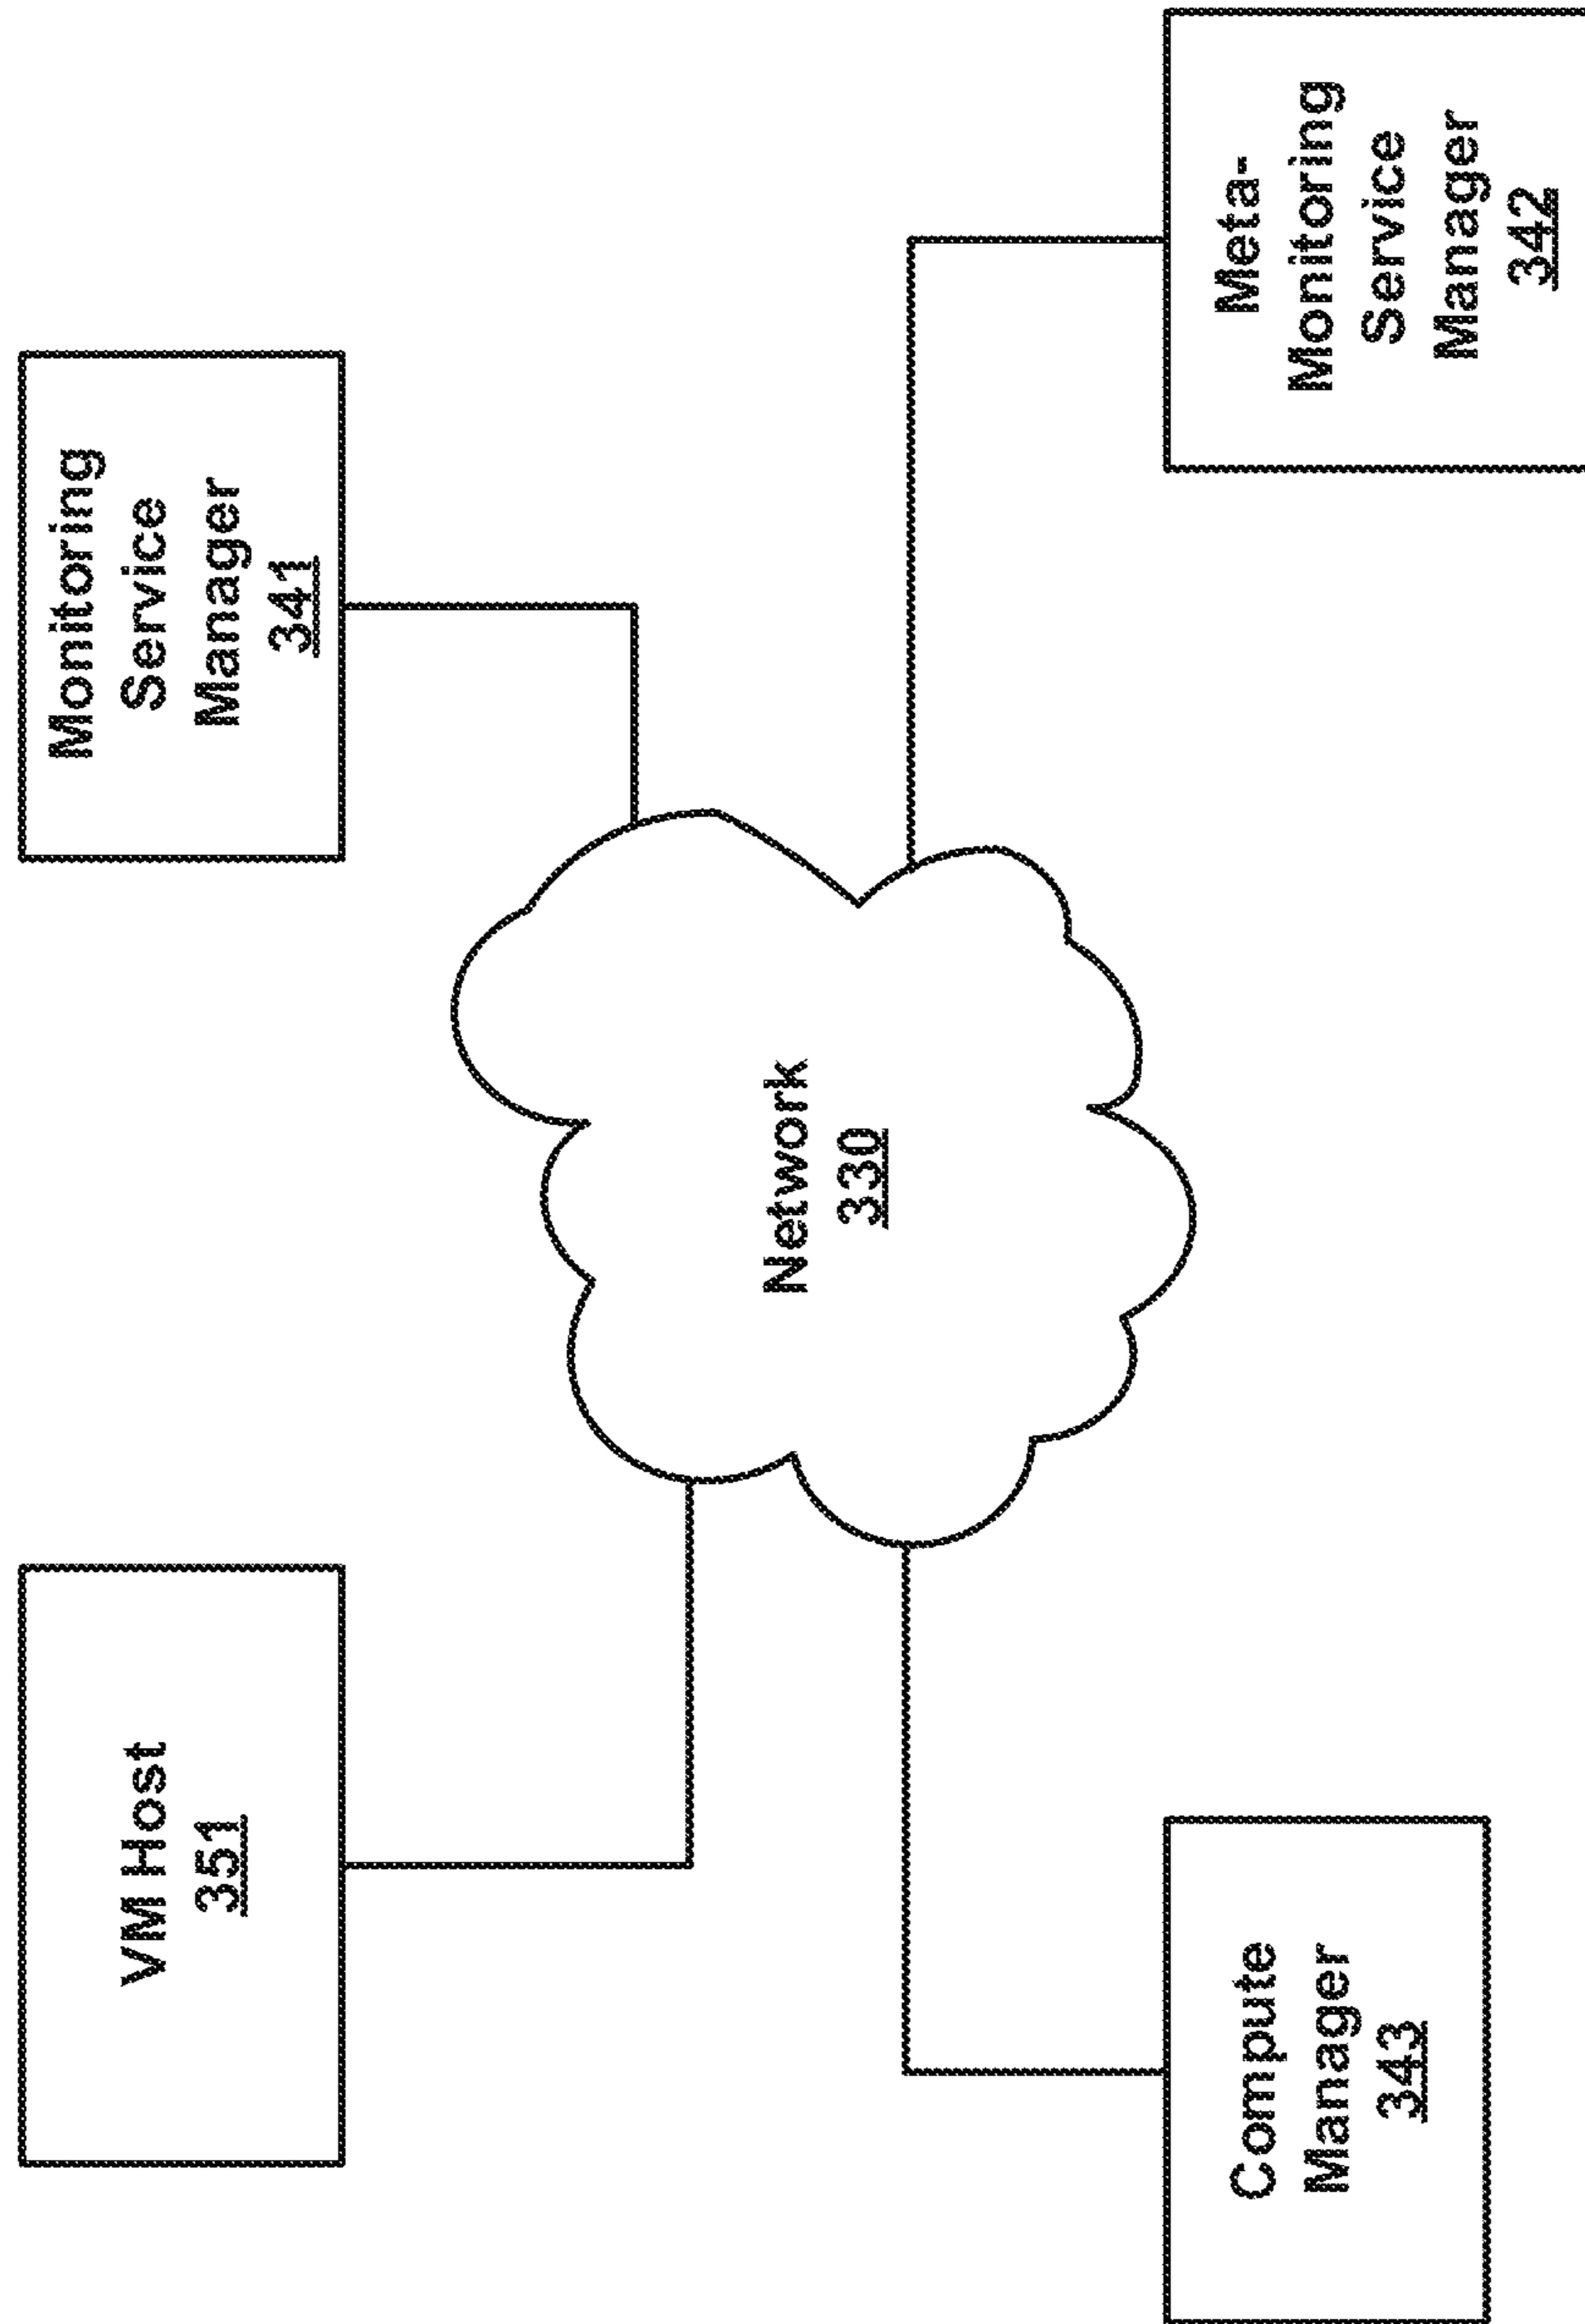 VM Host
351
Monitoring
Service
Manager
341
Network
330
Compute
Manager
343
Meta-
Monitoring
Service
Manager
342